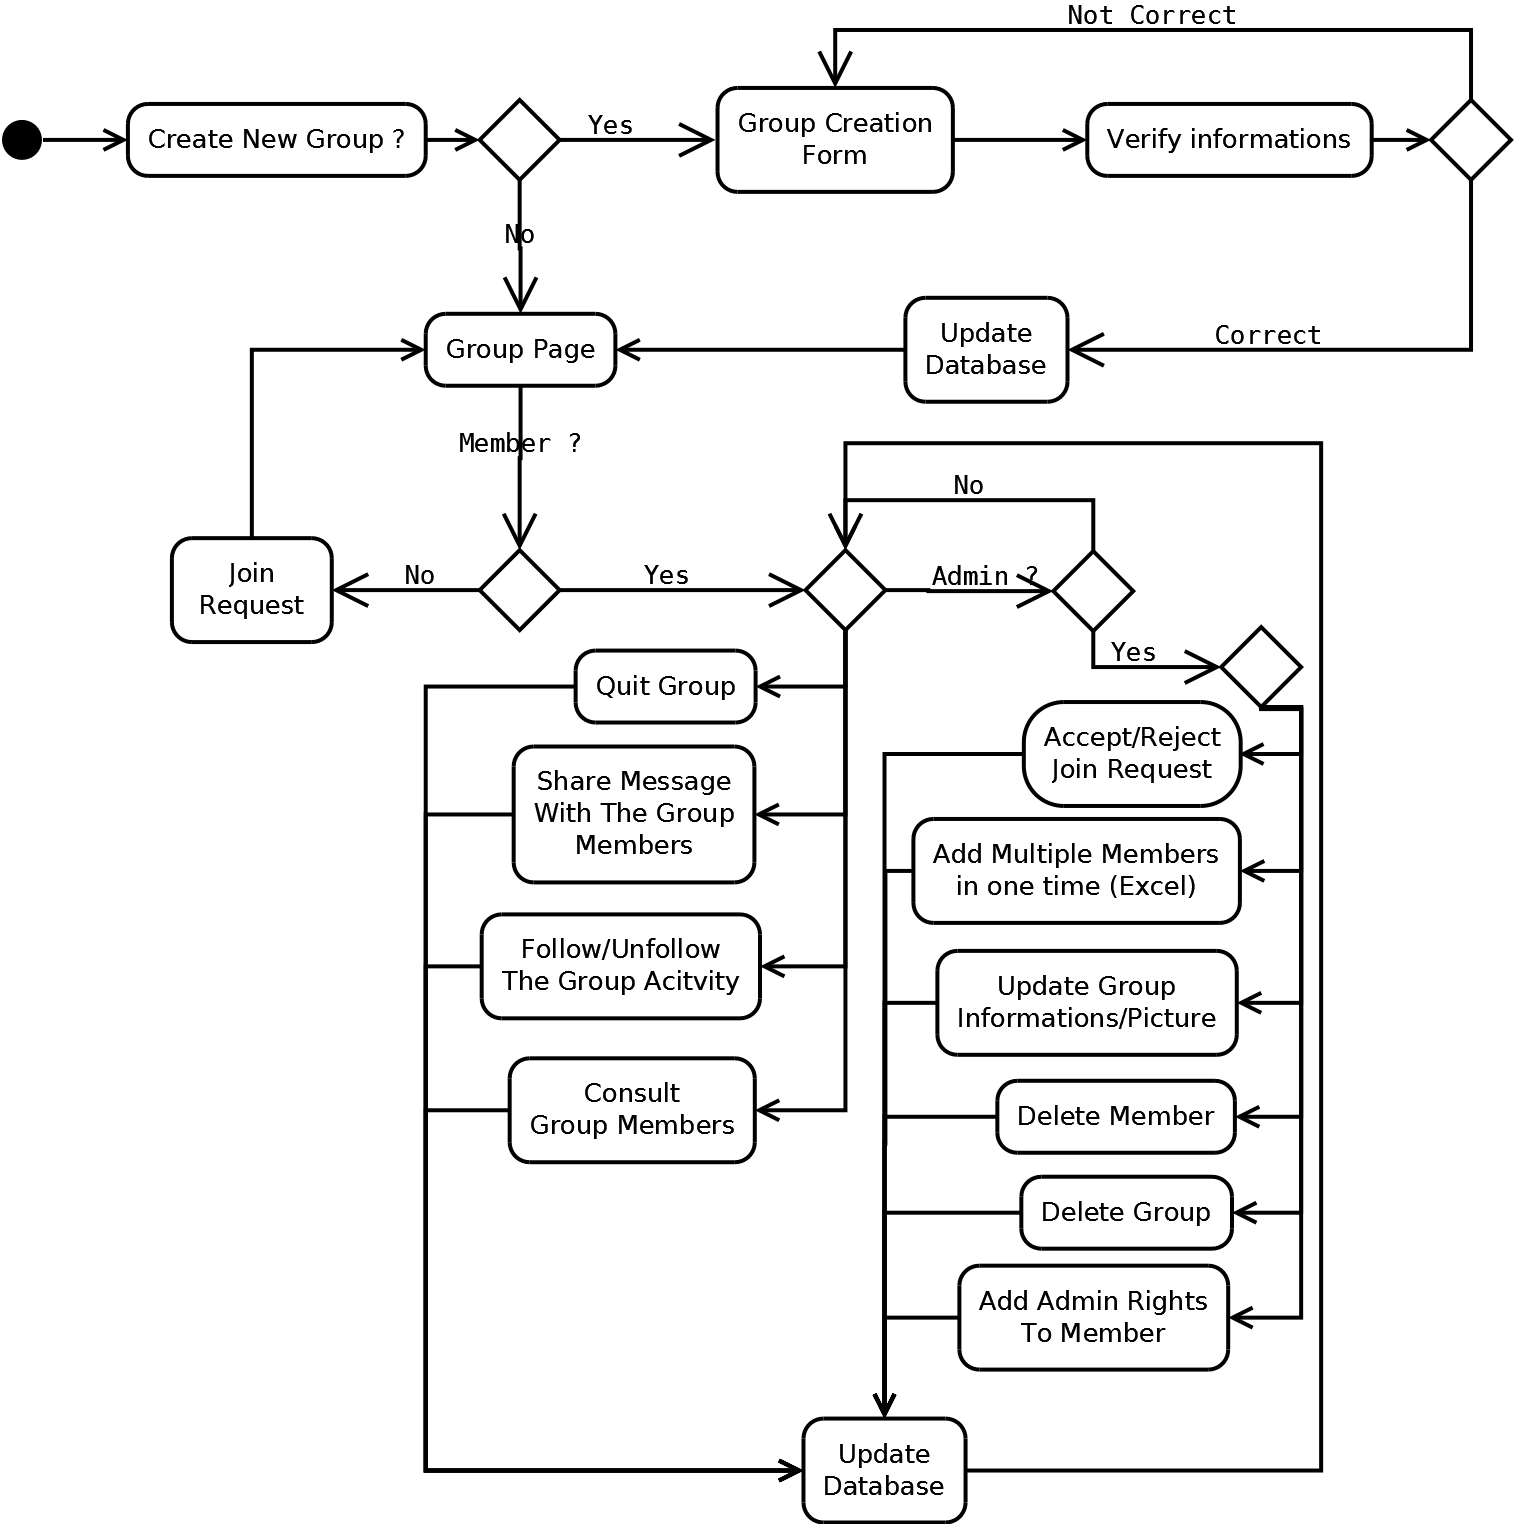 Not Correct
Create New Group ?
Yes
Group Creation
Form
Verify informations
No
Group Page
Update
Database
Correct
Member ?
No
Join
Request
No
Yes
Admin ?
Yes
Quit Group
Accept/Reject
Join Request
Share Message
With The Group
Members
Add Multiple Members
in one time (Excel)
Follow/Unfollow
The Group Acitvity
Update Group
Informations/Picture
Consult
Group Members
Delete Member
Delete Group
Add Admin Rights
To Member
Update
Database